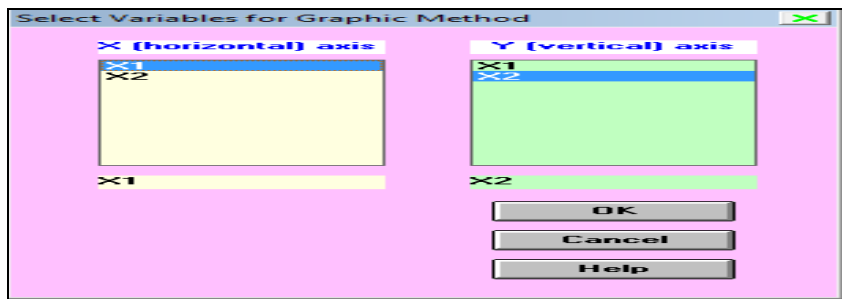 Select Variables for Graphic Method
X (horizontal) axis
X1
X2
X1
Y (vertical) axis
X1
X2
X2
OK
Cancel
Help